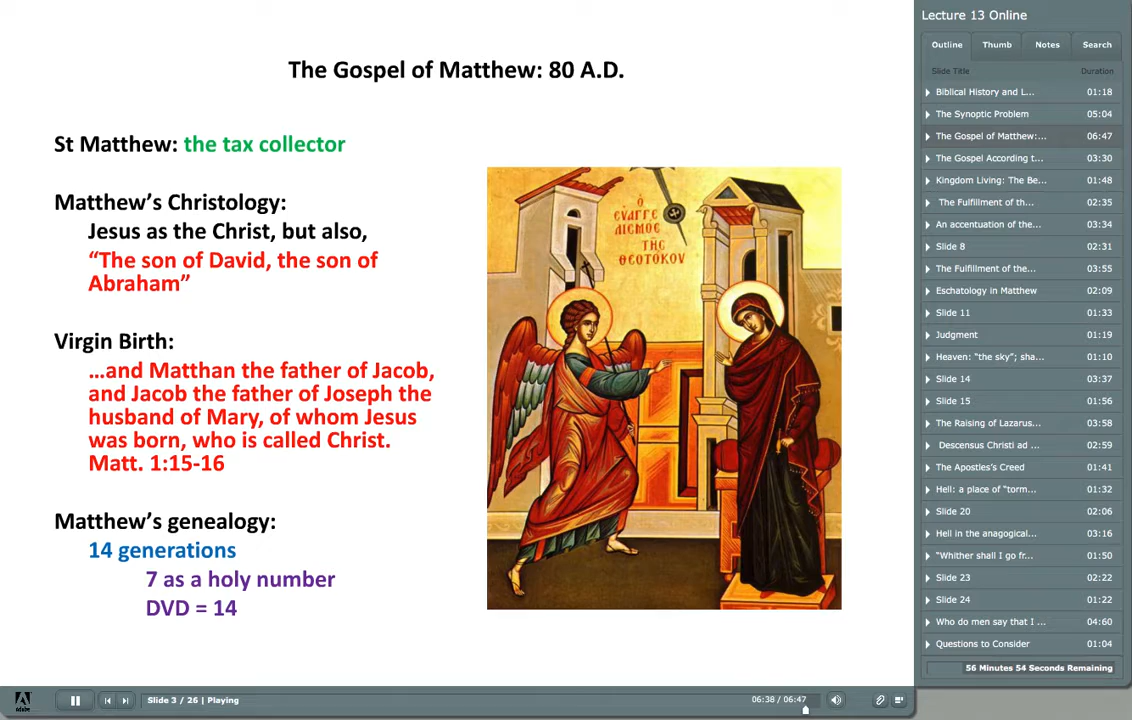 Lecture 13 Online
Outline
Thumb
Notes
Search
Slide Title
Duration
Biblical History and L...
01:18
The Synoptic Problem
05:04
The Gospel of Matthew:...
06:47
The Gospel According t...
03:30
Kingdom Living: The Be...
01:48
The Fulfillment of th...
02:35
An accentuation of the...
03:34
Slide 8
02:31
The Fulfillment of the...
03:55
Eschatology in Matthew
02:09
Slide 11
01:33
Judgment
01:19
Heaven: “the sky”; sha...
01:10
Slide 14
03:37
Slide 15
01:56
The Raising of Lazarus...
03:58
Descensus Christi ad ...
02:59
The Apostles’s Creed
01:41
Hell: a place of “torm...
01:32
Slide 20
02:06
Hell in the anagogical...
03:16
“Whither shall I go fr...
01:50
Slide 23
02:22
Slide 24
01:22
Who do men say that I ...
04:60
Questions to Consider
01:04
56 Minutes 54 Seconds Remaining
The Gospel of Matthew: 80 A.D.
St Matthew: the tax collector
Matthew’s Christology:
Jesus as the Christ, but also,
“The son of David, the son of
Abraham”
Virgin Birth:
…and Matthan the father of Jacob,
and Jacob the father of Joseph the
husband of Mary, of whom Jesus
was born, who is called Christ.
Matt. 1:15-16
Matthew’s genealogy:
14 generations
7 as a holy number
DVD = 14
Ὁ
ΕΥΑΓΓΕ
ΛΙCΜΟC
ΤΗC
ΘΕΟΤΟΚΟΥ
Adobe
Slide 3 / 26 | Playing
06:38 / 06:47